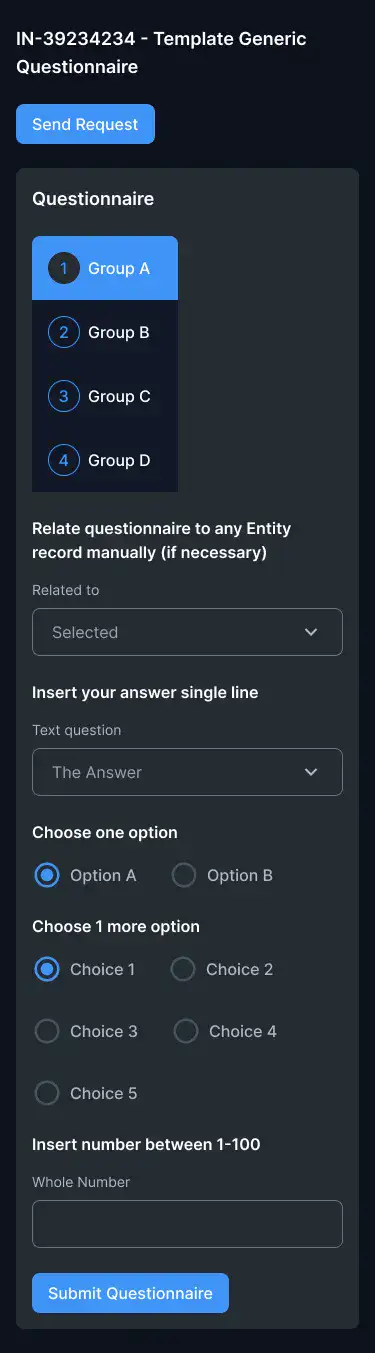 IN-39234234 - Template Generic
Questionnaire
Send Request
Questionnaire
1 Group A
2 Group B
3 Group C
4 Group D
Relate questionnaire to any Entity
record manually (if necessary)
Related to
Selected
Insert your answer single line
Text question
The Answer
Choose one option
Option A Option B
Choose 1 more option
Choice 1 Choice 2
Choice 3 Choice 4
Choice 5
Insert number between 1-100
Whole Number
Submit Questionnaire